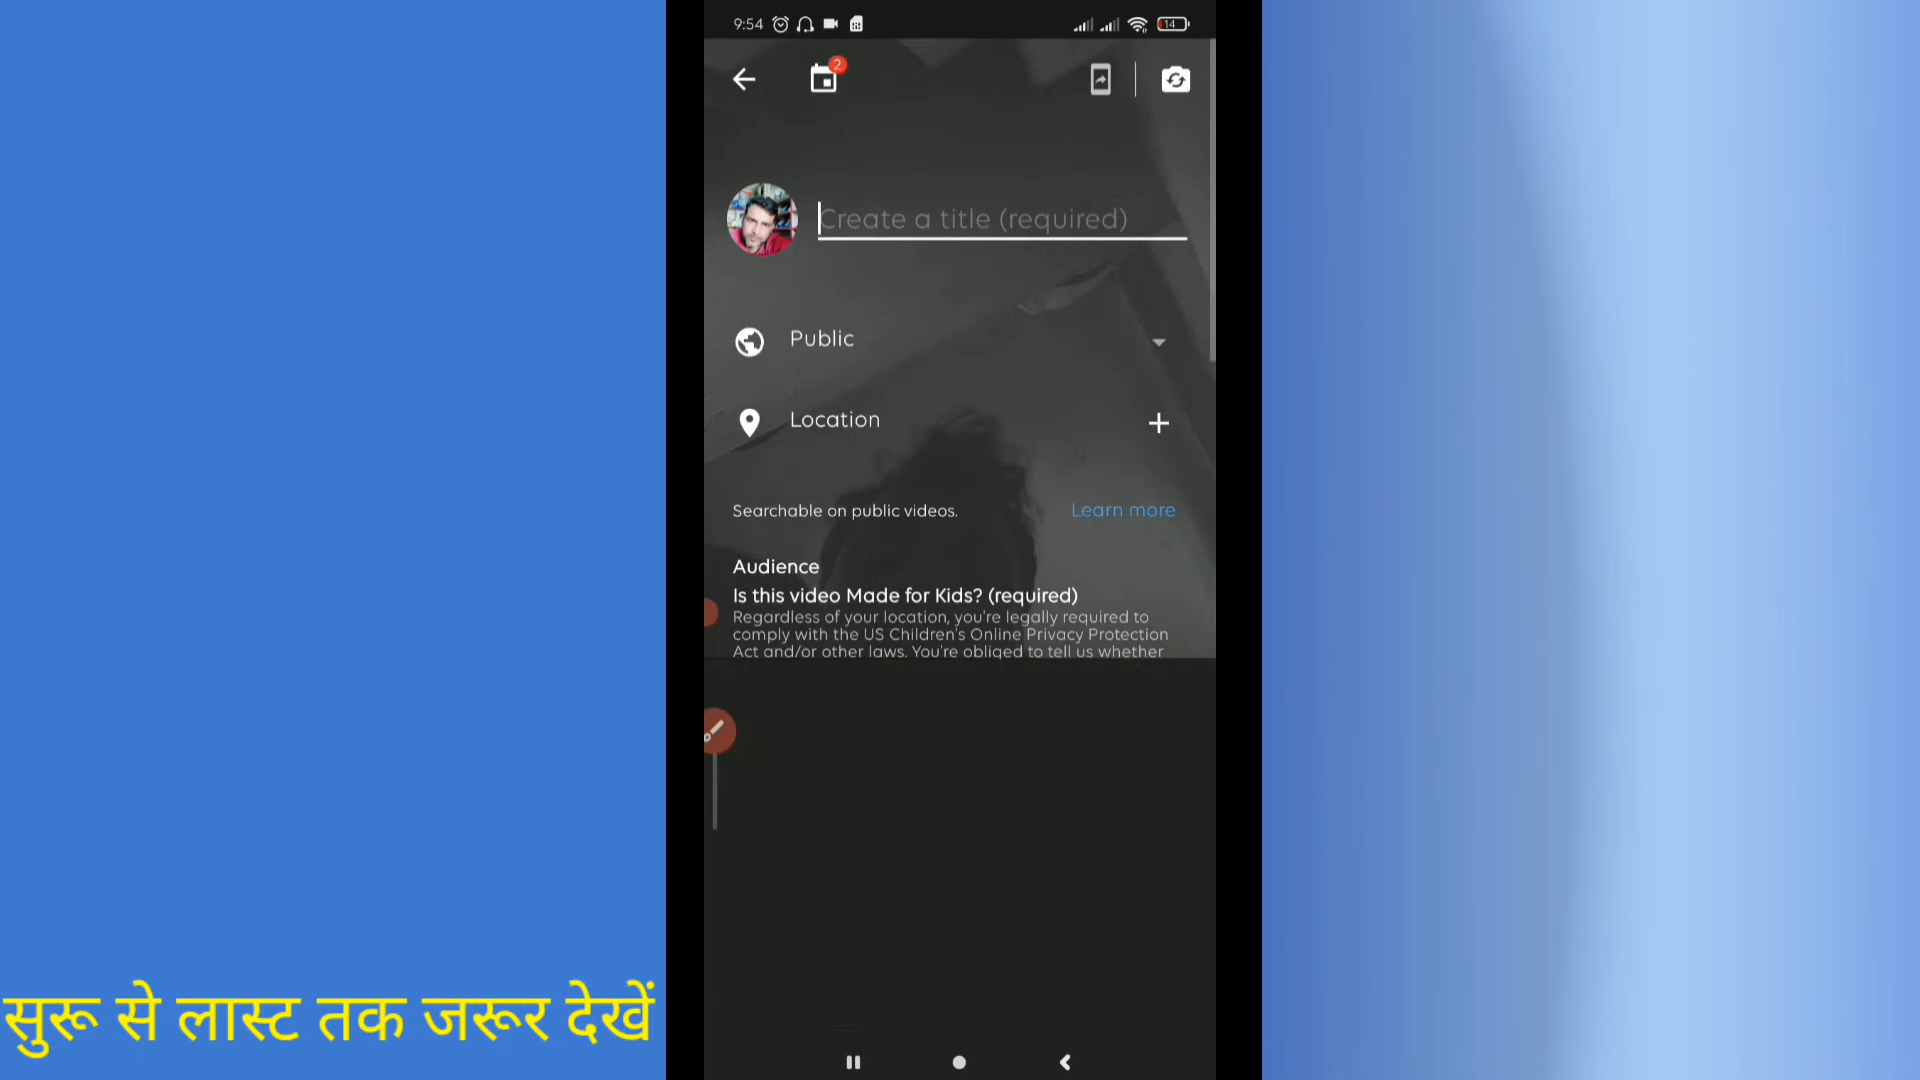 9:54
14
2
Create a title (required)
Public
Location
Searchable on public videos.
Learn more
Audience
Is this video Made for Kids? (required)
Regardless of your location, you're legally required to
comply with the US Children's Online Privacy Protection
Act and/or other laws. You're obliged to tell us whether
सुरू से लास्ट तक जरूर देखें